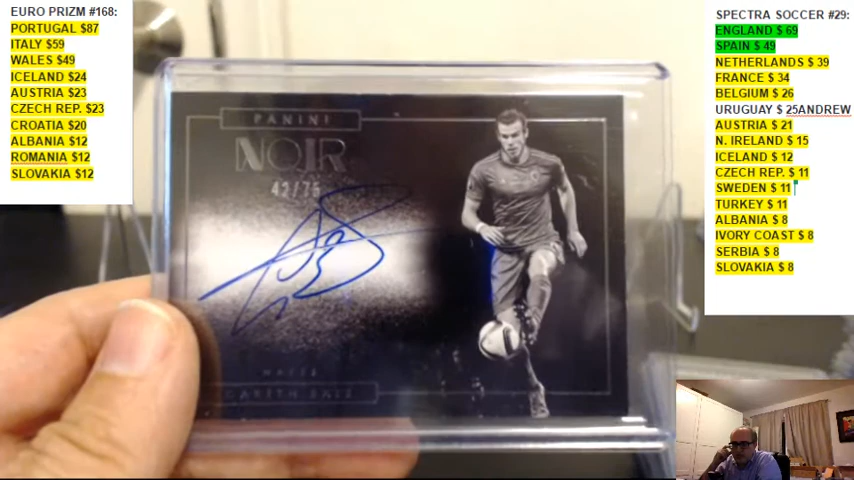 EURO PRIZM #168:
PORTUGAL $87
ITALY $59
WALES $49
ICELAND $24
AUSTRIA $23
CZECH REP. $23
CROATIA $20
ALBANIA $12
ROMANIA $12
SLOVAKIA $12
PANINI
NOIR
42/75
WALES
GARETH BALE
SPECTRA SOCCER #29:
ENGLAND $ 69
SPAIN $ 49
NETHERLANDS $ 39
FRANCE $ 34
BELGIUM $ 26
URUGUAY $ 25ANDREW
AUSTRIA $ 21
N. IRELAND $ 15
ICELAND $ 12
CZECH REP. $ 11
SWEDEN $ 11
TURKEY $ 11
ALBANIA $ 8
IVORY COAST $ 8
SERBIA $ 8
SLOVAKIA $ 8